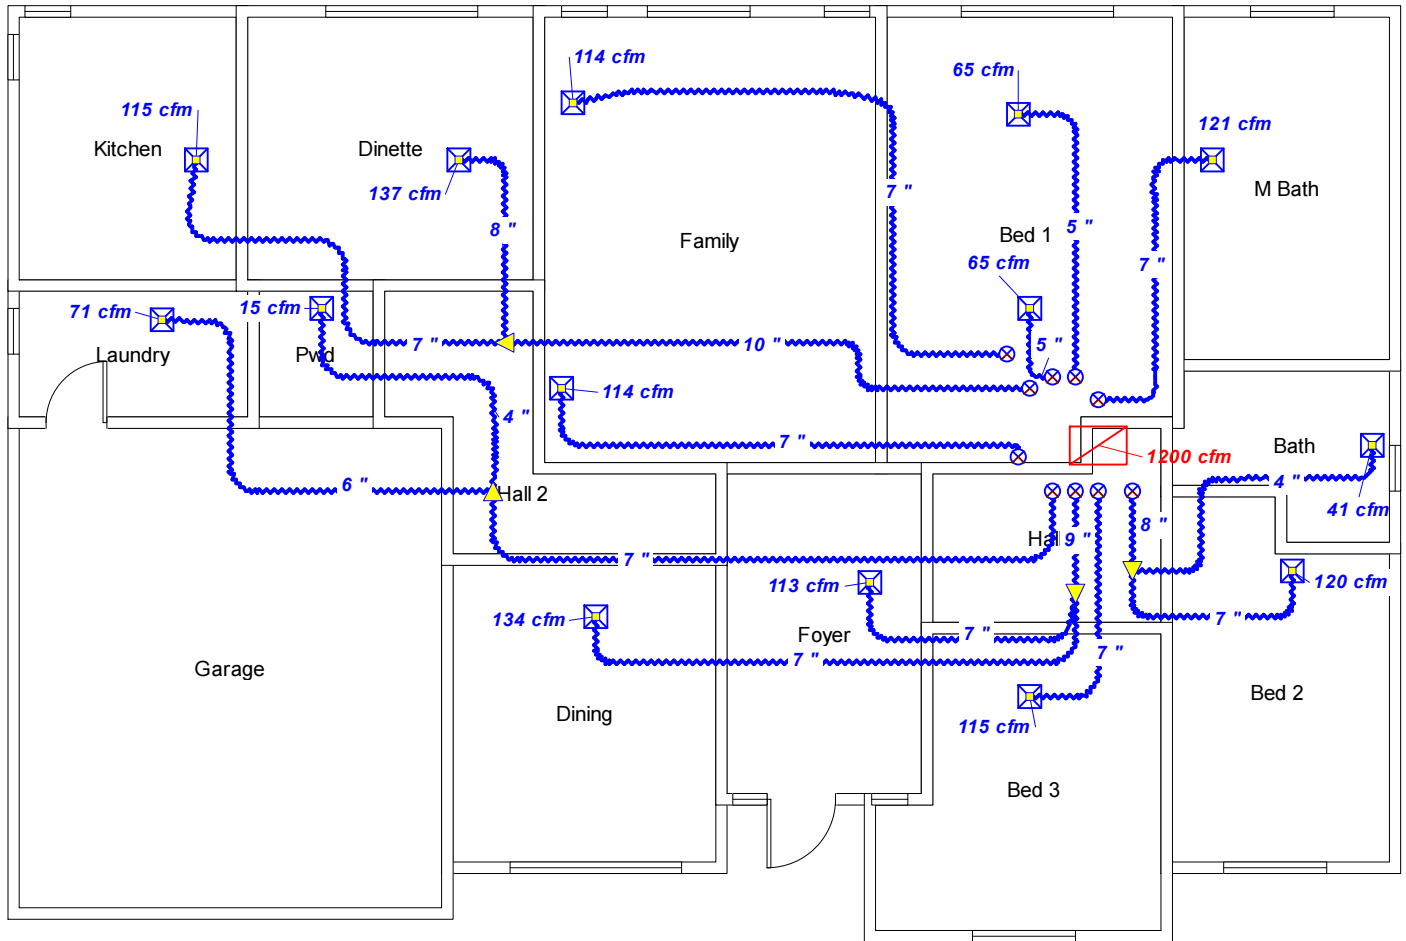 114 cfm
65 cfm
115 cfm
121 cfm
Kitchen
Dinette
137 cfm
7 "
M Bath
8 "
5 "
Family
Bed 1
65 cfm
7 "
71 cfm
15 cfm
Laundry
Pwd
7 "
10 "
5 "
114 cfm
4 "
7 "
Bath
1200 cfm
6 "
Hall 2
4 "
41 cfm
8 "
Hall
9 "
7 "
113 cfm
120 cfm
134 cfm
Foyer
7 "
7 "
7 "
7 "
Garage
Dining
115 cfm
Bed 2
Bed 3